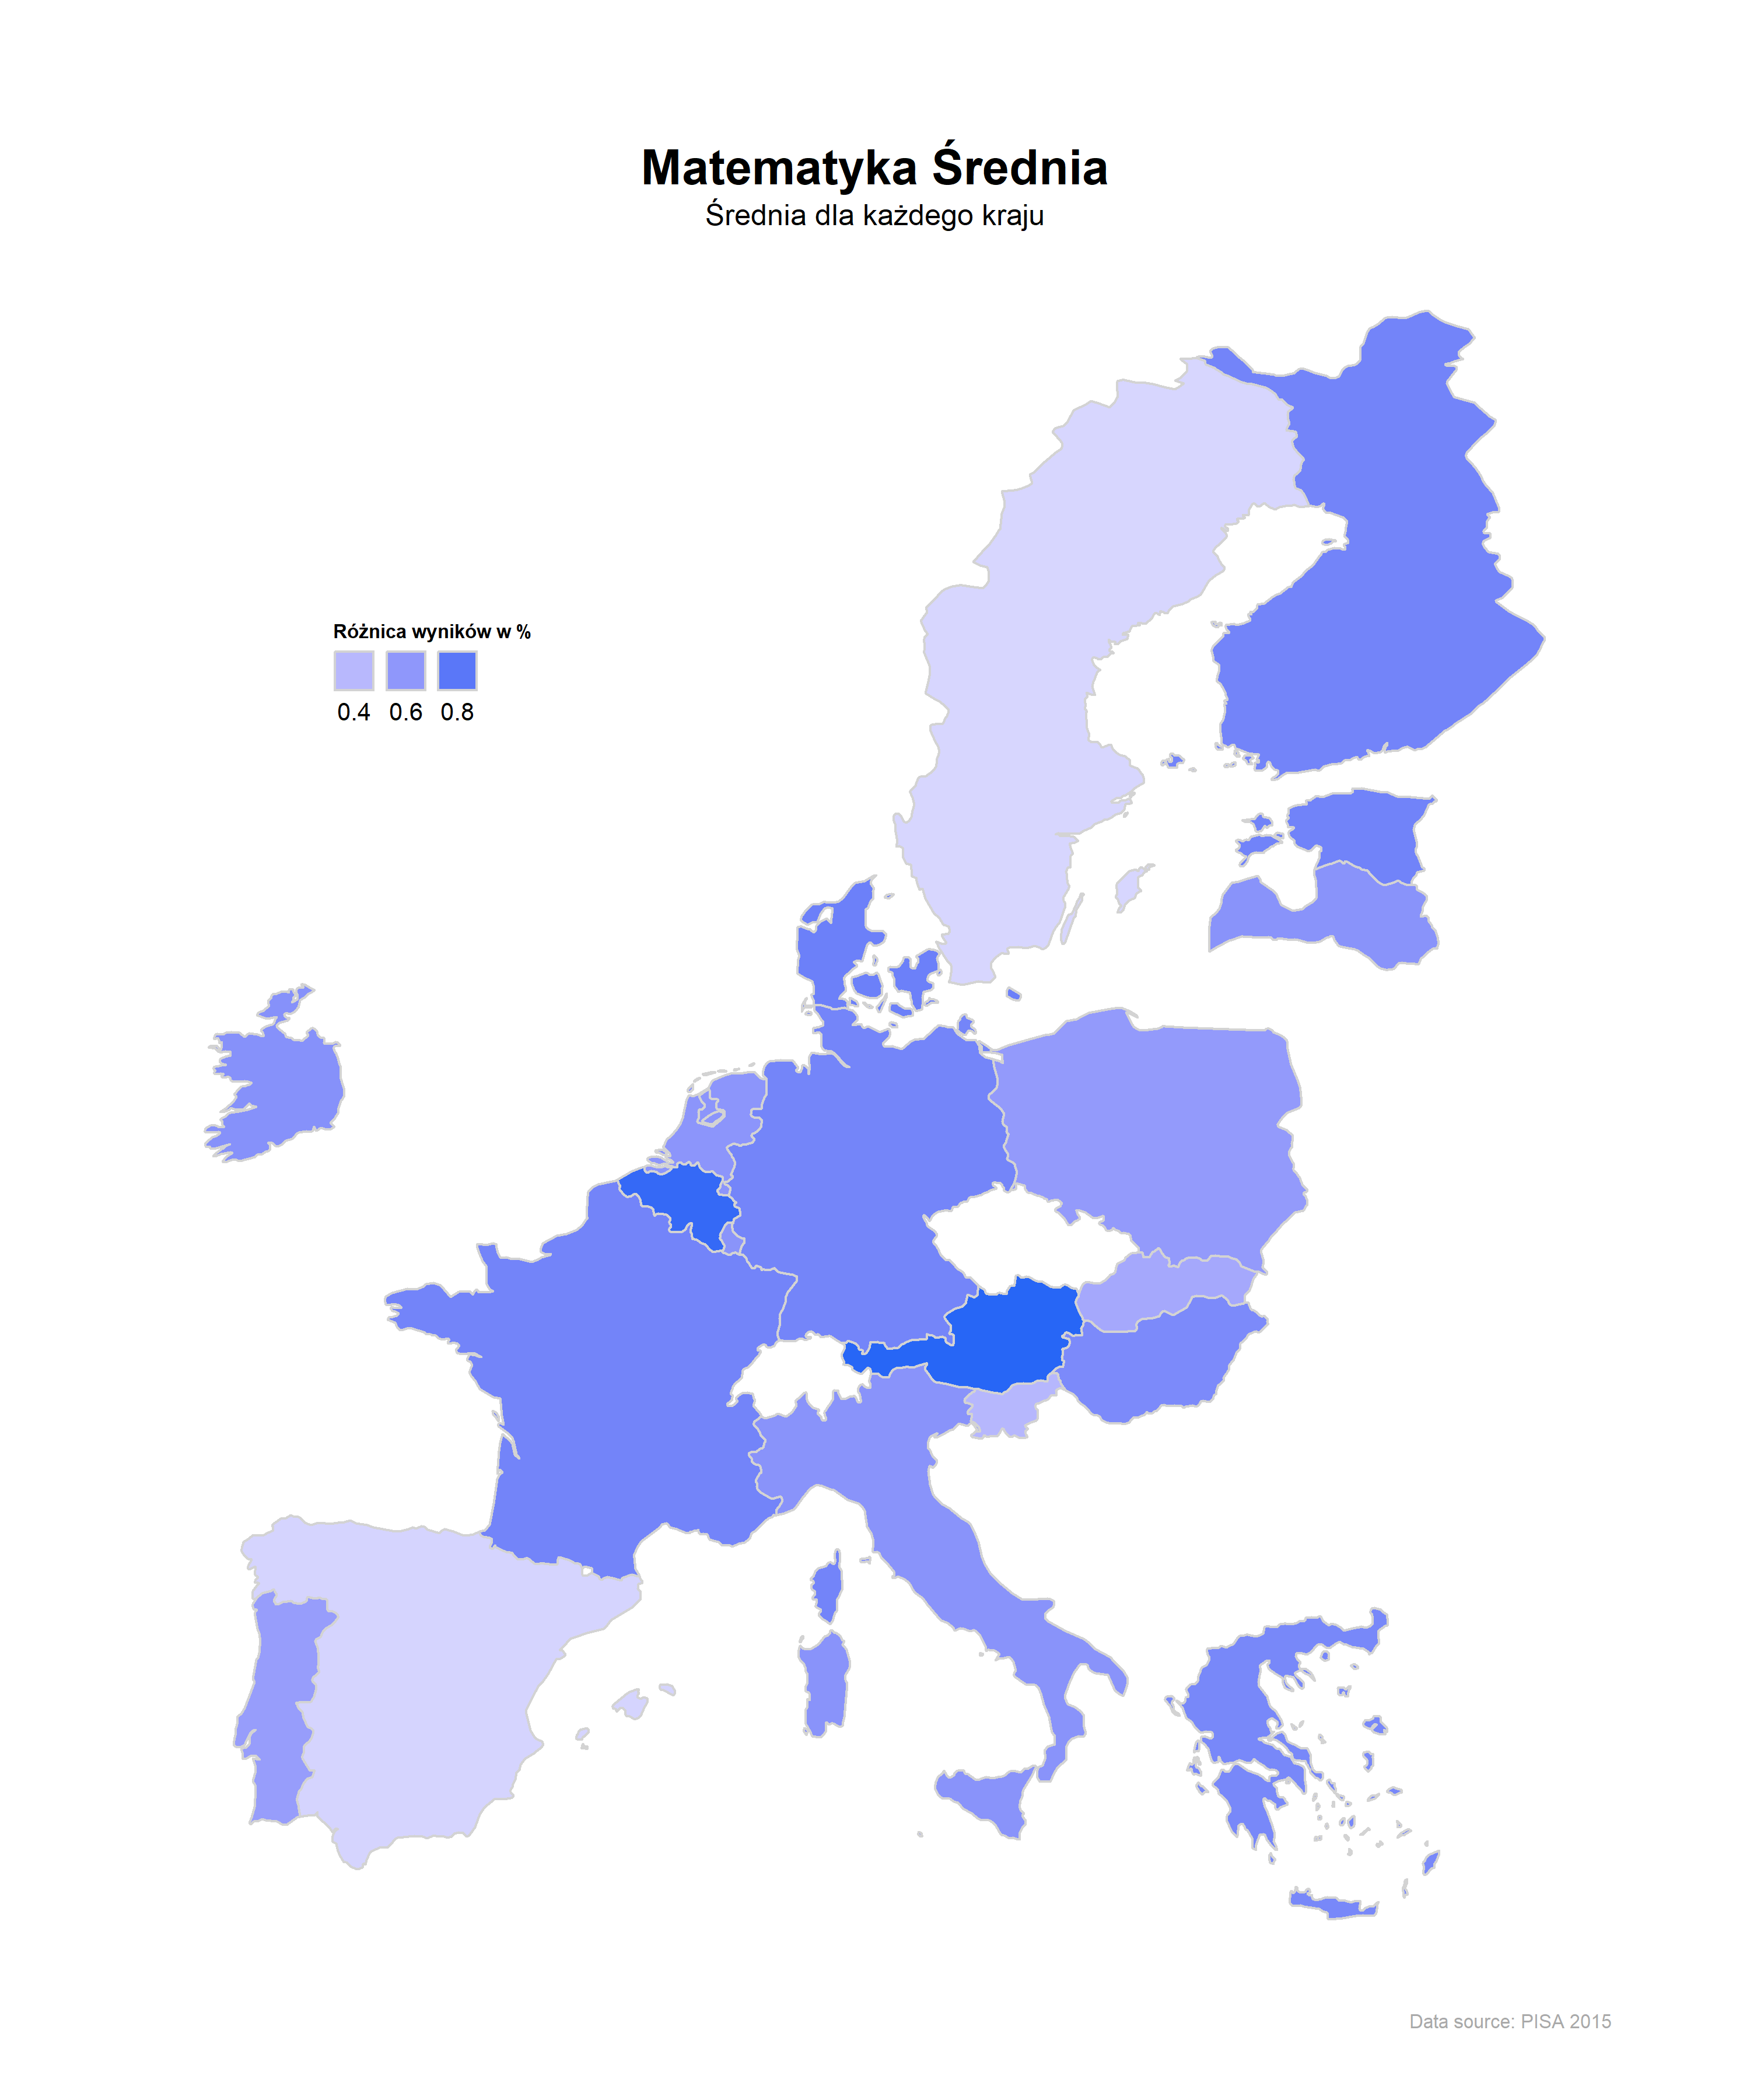 Matematyka Średnia
Średnia dla każdego kraju
Różnica wyników w %
0.4 0.6 0.8
Data source: PISA 2015